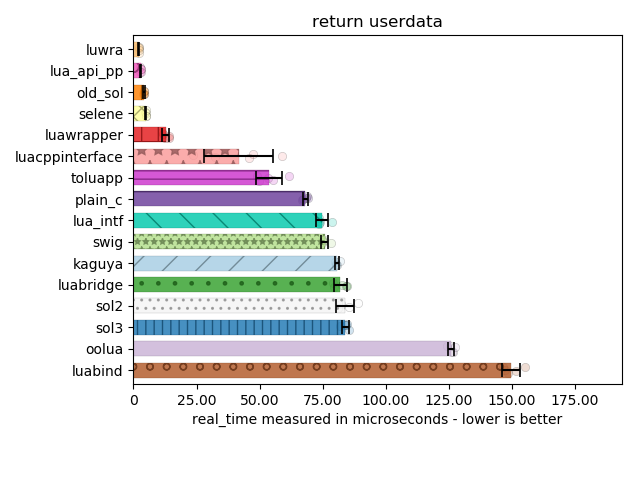 return userdata
luwra
lua_api_pp
old_sol
selene
luawrapper
luacppinterface
toluapp
plain_c
lua_intf
swig
kaguya
luabridge
sol2
sol3
oolua
luabind
0 25.00 50.00 75.00 100.00 125.00 150.00 175.00
real_time measured in microseconds - lower is better